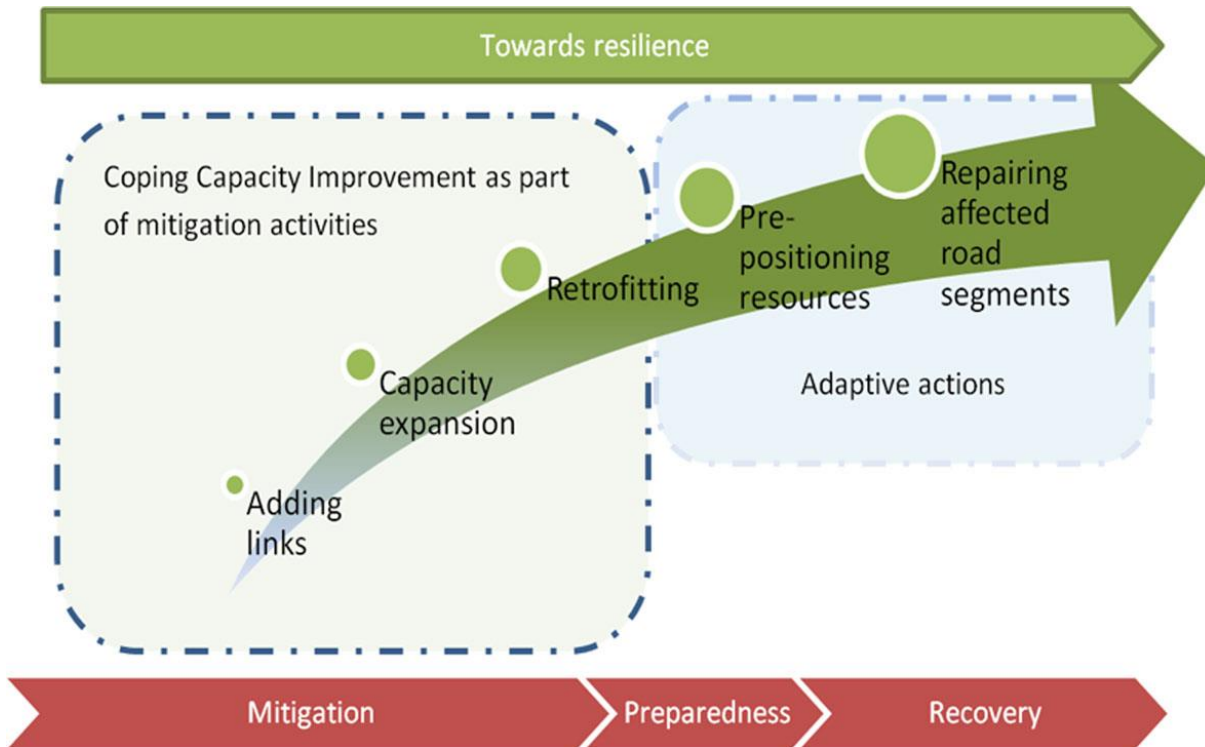 Towards resilience
Coping Capacity Improvement as part
of mitigation activities
Adding
links
Capacity
expansion
Retrofitting
Pre-
positioning
resources
Repairing
affected
road
segments
Adaptive actions
Mitigation
Preparedness
Recovery